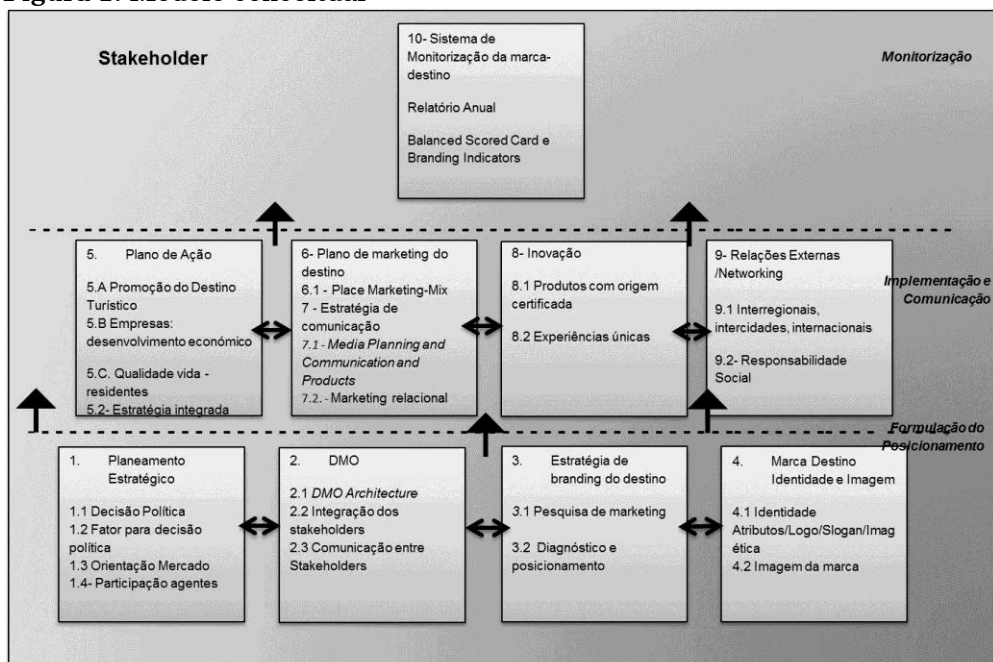 Stakeholder
Monitorização
10- Sistema de
Monitorização da marca-
destino
Relatório Anual
Balanced Scored Card e
Branding Indicators
5. Plano de Ação
5.A Promoção do Destino
Turístico
5.B Empresas:
desenvolvimento económico
5.C. Qualidade vida -
residentes
5.2- Estratégia integrada
6- Plano de marketing do
destino
6.1 - Place Marketing-Mix
7 - Estratégia de
comunicação
7.1 - Media Planning and
Communication and
Products
7.2. - Marketing relacional
8- Inovação
8.1 Produtos com origem
certificada
8.2 Experiências únicas
9- Relações Externas
/Networking
9.1 Interregionais,
intercidades, internacionais
9.2- Responsabilidade
Social
Implementação e
Comunicação
Formulação do
Posicionamento
1. Planeamento
Estratégico
1.1 Decisão Política
1.2 Fator para decisão
política
1.3 Orientação Mercado
1.4- Participação agentes
2. DMO
2.1 DMO Architecture
2.2 Integração dos
stakeholders
2.3 Comunicação entre
Stakeholders
3. Estratégia de
branding do destino
3.1 Pesquisa de marketing
3.2 Diagnóstico e
posicionamento
4. Marca Destino
Identidade e Imagem
4.1 Identidade
Atributos/Logo/Slogan/Imag
ética
4.2 Imagem da marca